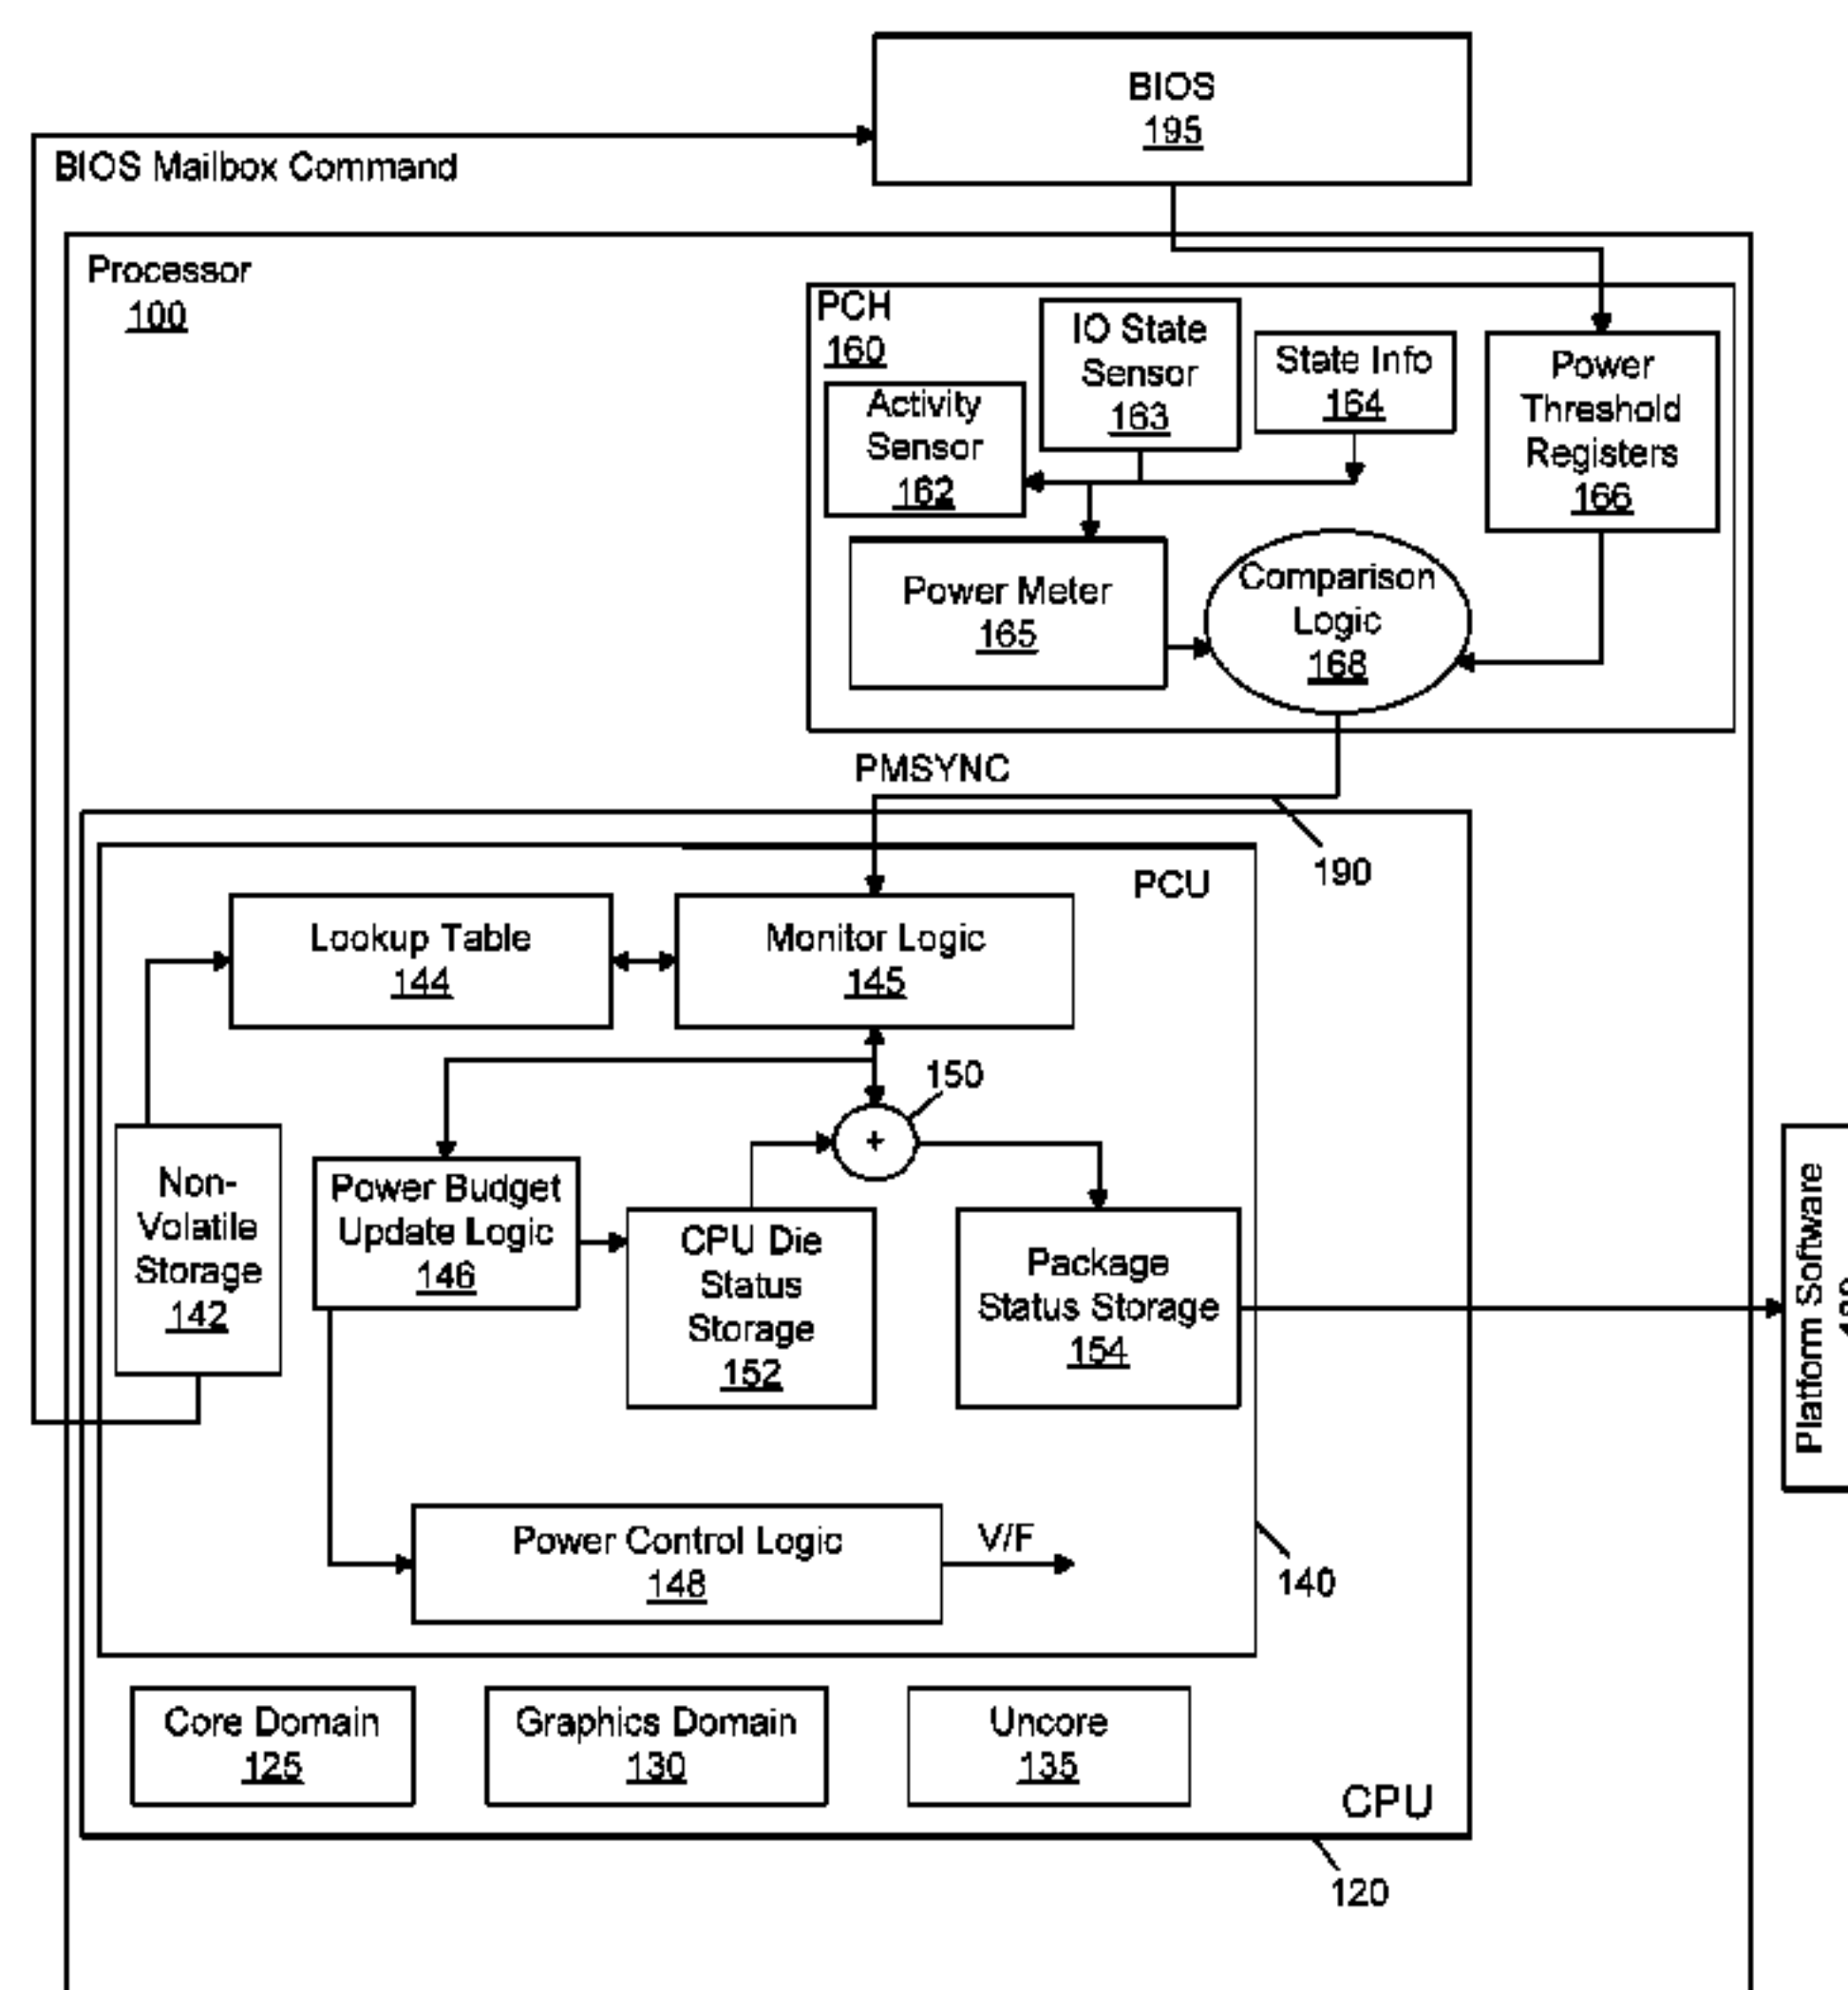 BIOS
195
BIOS Mailbox Command
Processor
100
PCH
160
IO State
Sensor
163
State Info
164
Power
Threshold
Registers
166
Activity
Sensor
162
Power Meter
165
Comparison
Logic
168
PMSYNC
190
PCU
Lookup Table
144
Monitor Logic
145
150
+
Non-
Volatile
Storage
142
Power Budget
Update Logic
146
CPU Die
Status
Storage
152
Package
Status Storage
154
Platform Software
Power Control Logic
148
V/F
140
Core Domain
125
Graphics Domain
130
Uncore
135
CPU
120